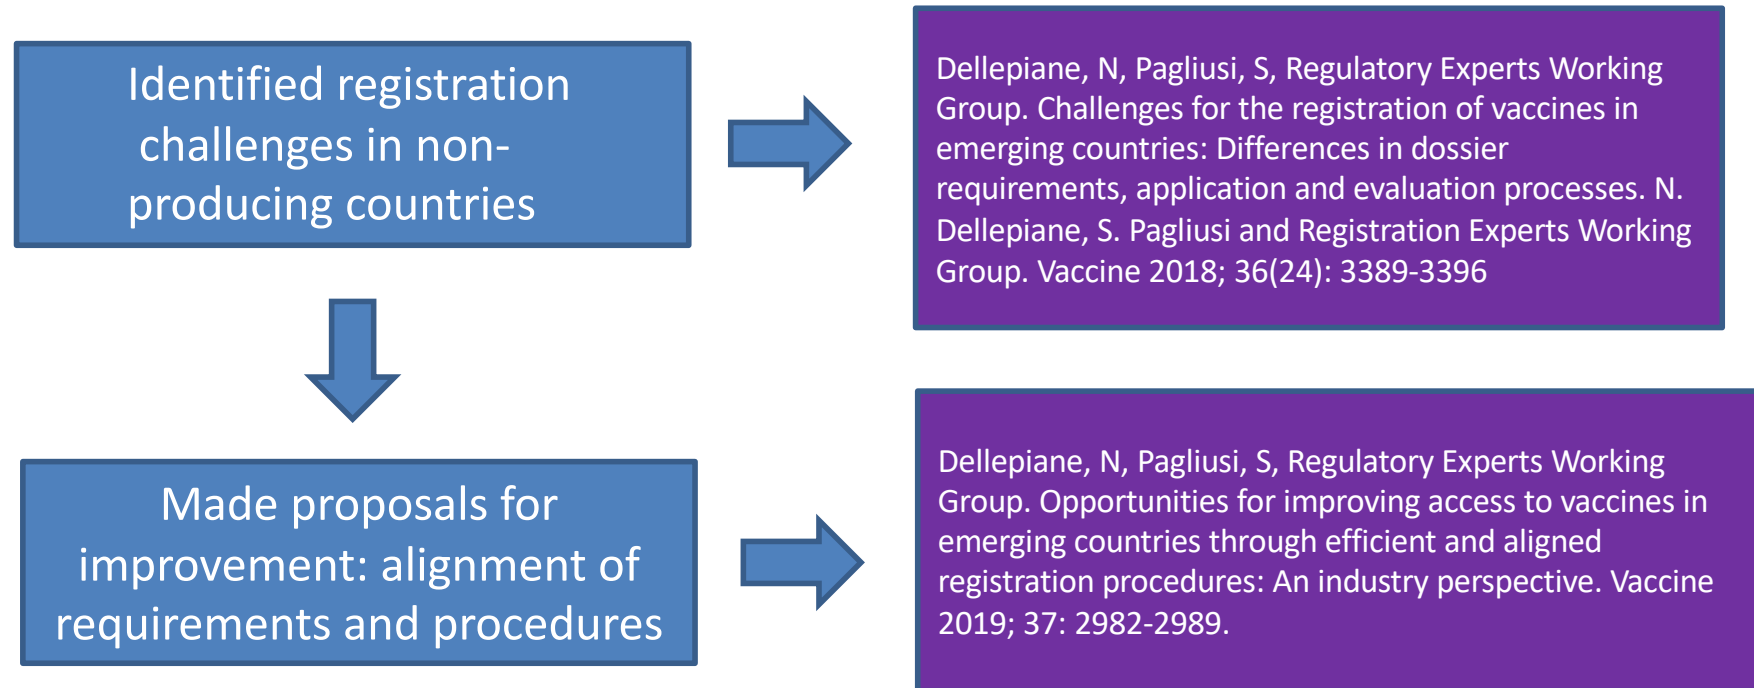 Identified registration
challenges in non-
producing countries
Dellepiane, N, Pagliusi, S, Regulatory Experts Working
Group. Challenges for the registration of vaccines in
emerging countries: Differences in dossier
requirements, application and evaluation processes. N.
Dellepiane, S. Pagliusi and Registration Experts Working
Group. Vaccine 2018; 36(24): 3389-3396
Made proposals for
improvement: alignment of
requirements and procedures
Dellepiane, N, Pagliusi, S, Regulatory Experts Working
Group. Opportunities for improving access to vaccines in
emerging countries through efficient and aligned
registration procedures: An industry perspective. Vaccine
2019; 37: 2982-2989.